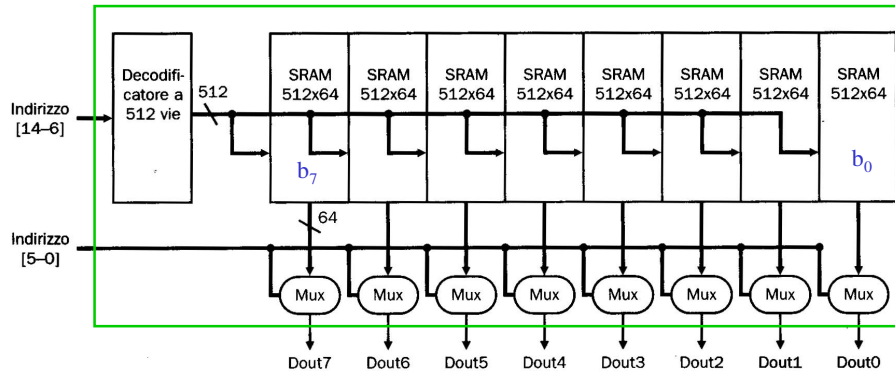 Decodifi-
catore a
512 vie
512
SRAM
512x64
SRAM
512x64
SRAM
512x64
SRAM
512x64
SRAM
512x64
SRAM
512x64
SRAM
512x64
SRAM
512x64
Indirizzo
[14–6]
b7
b0
64
Indirizzo
[5–0]
Mux
Mux
Mux
Mux
Mux
Mux
Mux
Mux
Dout7
Dout6
Dout5
Dout4
Dout3
Dout2
Dout1
Dout0